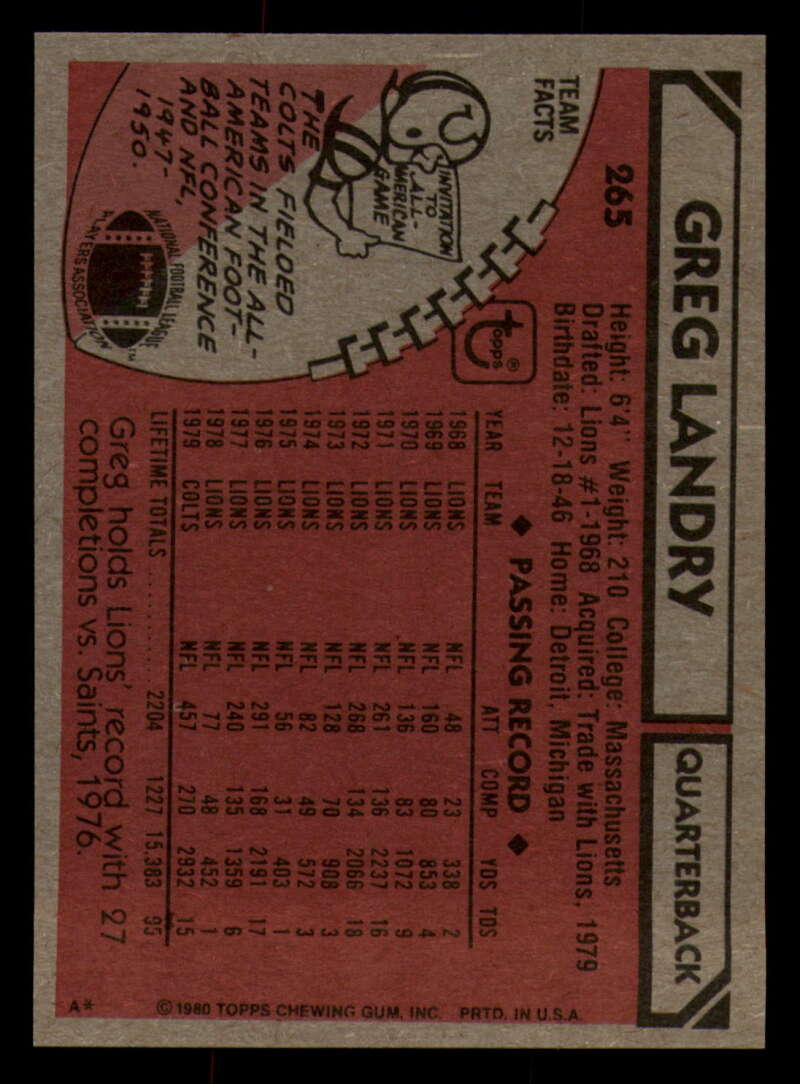 GREG LANDRY
QUARTERBACK
265
Height: 6'4" Weight: 210 College: Massachusetts
Drafted: Lions #1-1968 Acquired: Trade with Lions, 1979
Birthdate: 12-18-46 Home: Detroit, Michigan
TEAM
FACTS
INVITATION
TO
ALL-
AMERICAN
GAME
THE
COLTS FIELDED
TEAMS IN THE ALL-
AMERICAN FOOT-
BALL CONFERENCE
AND NFL,
1947-
1950.
NATIONAL FOOTBALL LEAGUE
PLAYERS ASSOCIATION™
topps®
◆ PASSING RECORD ◆
YEAR TEAM ATT COMP YDS TDS
1968 LIONS NFL 48 23 338 2
1969 LIONS NFL 160 80 853 4
1970 LIONS NFL 136 83 1072 9
1971 LIONS NFL 261 136 2237 16
1972 LIONS NFL 268 134 2066 18
1973 LIONS NFL 128 70 908 3
1974 LIONS NFL 82 49 572 3
1975 LIONS NFL 56 31 403 1
1976 LIONS NFL 291 168 2191 17
1977 LIONS NFL 240 135 1359 6
1978 LIONS NFL 77 48 452 1
1979 COLTS NFL 457 270 2932 15
LIFETIME TOTALS .......... 2204 1227 15,383 95
Greg holds Lions' record with 27
completions vs. Saints, 1976.
A* © 1980 TOPPS CHEWING GUM, INC. PRTD. IN U.S.A.